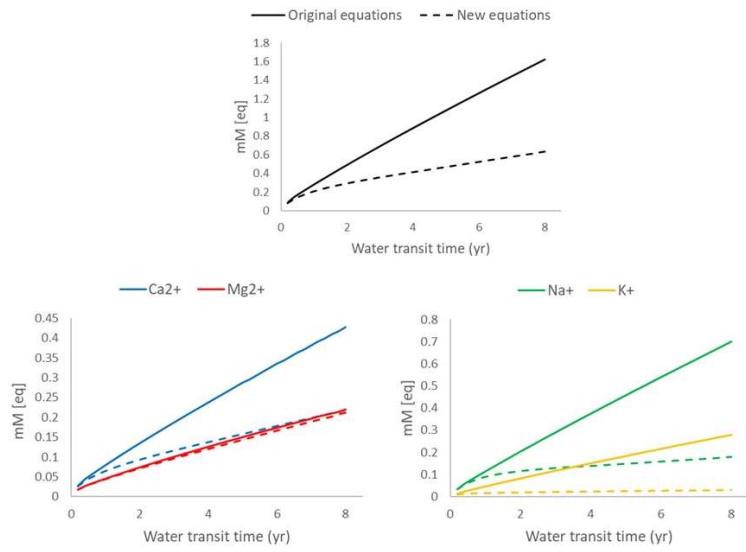 Original equations New equations
1.8
1.6
1.4
1.2
1
0.8
0.6
0.4
0.2
0
mM [eq]
0 2 4 6 8
Water transit time (yr)
Ca2+ Mg2+
0.45
0.4
0.35
0.3
0.25
0.2
0.15
0.1
0.05
0
mM [eq]
0 2 4 6 8
Water transit time (yr)
Na+ K+
0.8
0.7
0.6
0.5
0.4
0.3
0.2
0.1
0
mM [eq]
0 2 4 6 8
Water transit time (yr)